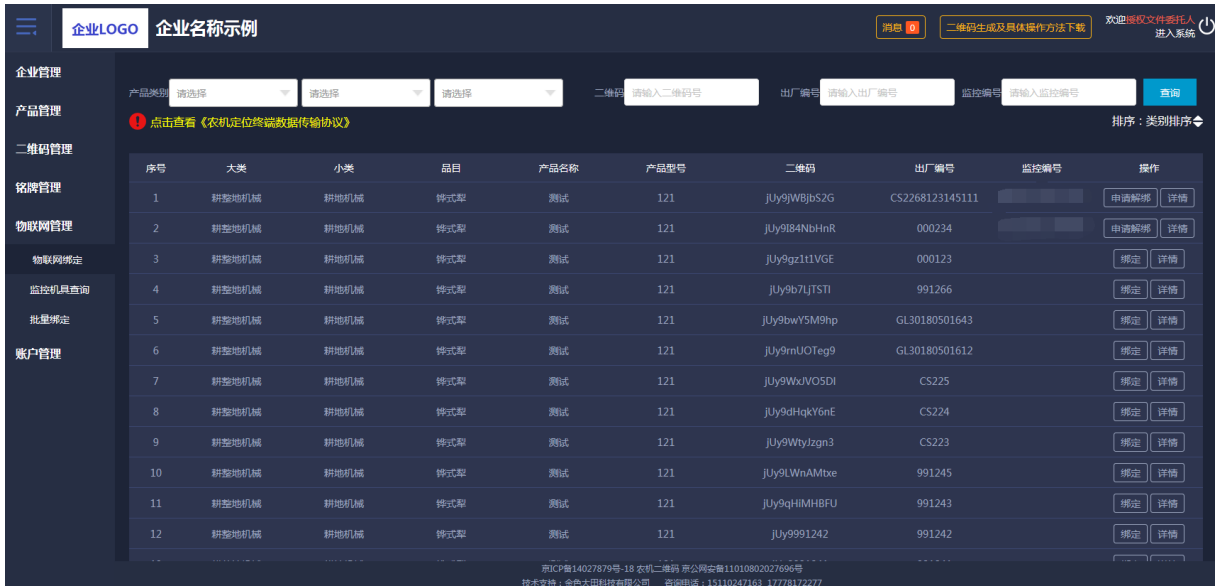 企业LOGO 企业名称示例 消息 0 二维码生成及具体操作方法下载 欢迎授权文件委托人
进入系统
企业管理
产品管理
二维码管理
铭牌管理
物联网管理
物联网绑定
监控机具查询
批量绑定
账户管理
产品类别 请选择 请选择 请选择 二维码 请输入二维码号 出厂编号 请输入出厂编号 监控编号 请输入监控编号 查询
! 点击查看《农机定位终端数据传输协议》 排序：类别排序
序号 大类 小类 品目 产品名称 产品型号 二维码 出厂编号 监控编号 操作
1 耕整地机械 耕地机械 铧式犁 测试 121 jUy9jWBjbS2G CS2268123145111 申请解绑 详情
2 耕整地机械 耕地机械 铧式犁 测试 121 jUy9I84NbHnR 000234 申请解绑 详情
3 耕整地机械 耕地机械 铧式犁 测试 121 jUy9gz1t1VGE 000123 绑定 详情
4 耕整地机械 耕地机械 铧式犁 测试 121 jUy9b7LjTSTI 991266 绑定 详情
5 耕整地机械 耕地机械 铧式犁 测试 121 jUy9bwY5M9hp GL30180501643 绑定 详情
6 耕整地机械 耕地机械 铧式犁 测试 121 jUy9rnUOTeg9 GL30180501612 绑定 详情
7 耕整地机械 耕地机械 铧式犁 测试 121 jUy9WxJVO5DI CS225 绑定 详情
8 耕整地机械 耕地机械 铧式犁 测试 121 jUy9dHqkY6nE CS224 绑定 详情
9 耕整地机械 耕地机械 铧式犁 测试 121 jUy9WtyJzgn3 CS223 绑定 详情
10 耕整地机械 耕地机械 铧式犁 测试 121 jUy9LWnAMtxe 991245 绑定 详情
11 耕整地机械 耕地机械 铧式犁 测试 121 jUy9qHiMHBFU 991243 绑定 详情
12 耕整地机械 耕地机械 铧式犁 测试 121 jUy9991242 991242 绑定 详情
京ICP备14027879号-18 农机二维码 京公网安备11010802027696号
技术支持：金色大田科技有限公司 咨询电话：15110247163 17778172277